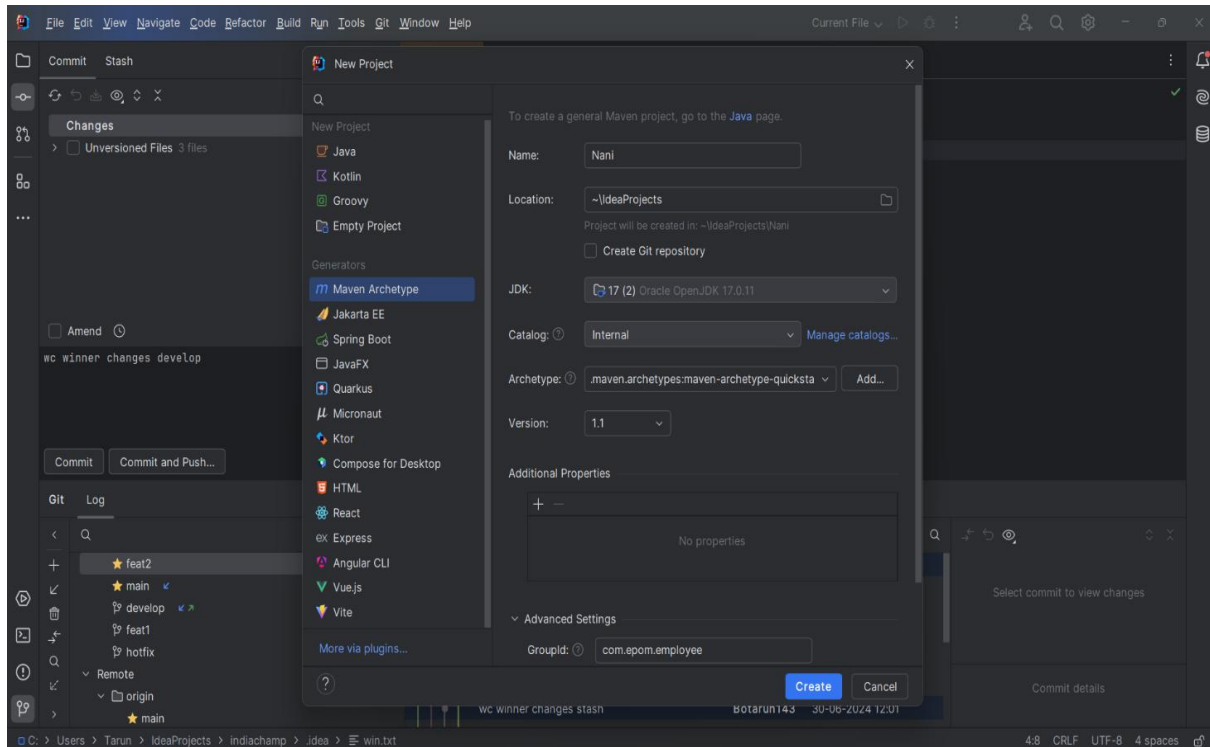 File Edit View Navigate Code Refactor Build Run Tools Git Window Help
Current File
Commit Stash
Changes
Unversioned Files 3 files
Amend
wc winner changes develop
Commit
Commit and Push...
Git Log
feat2
main
develop
feat1
hotfix
Remote
origin
main
New Project
New Project
Java
Kotlin
Groovy
Empty Project
Generators
Maven Archetype
Jakarta EE
Spring Boot
JavaFX
Quarkus
Micronaut
Ktor
Compose for Desktop
HTML
React
ex Express
Angular CLI
Vue.js
Vite
More via plugins...
To create a general Maven project, go to the Java page.
Name: Nani
Location: ~\IdeaProjects
Project will be created in: ~\IdeaProjects\Nani
Create Git repository
JDK: 17 (2) Oracle OpenJDK 17.0.11
Catalog: Internal Manage catalogs...
Archetype: .maven.archetypes:maven-archetype-quicksta Add...
Version: 1.1
Additional Properties
No properties
Advanced Settings
GroupId: com.epom.employee
Create Cancel
wc winner changes stash Botarun143 30-06-2024 12:01
Select commit to view changes
Commit details
C: > Users > Tarun > IdeaProjects > indiachamp > .idea > win.txt
4:8 CRLF UTF-8 4 spaces